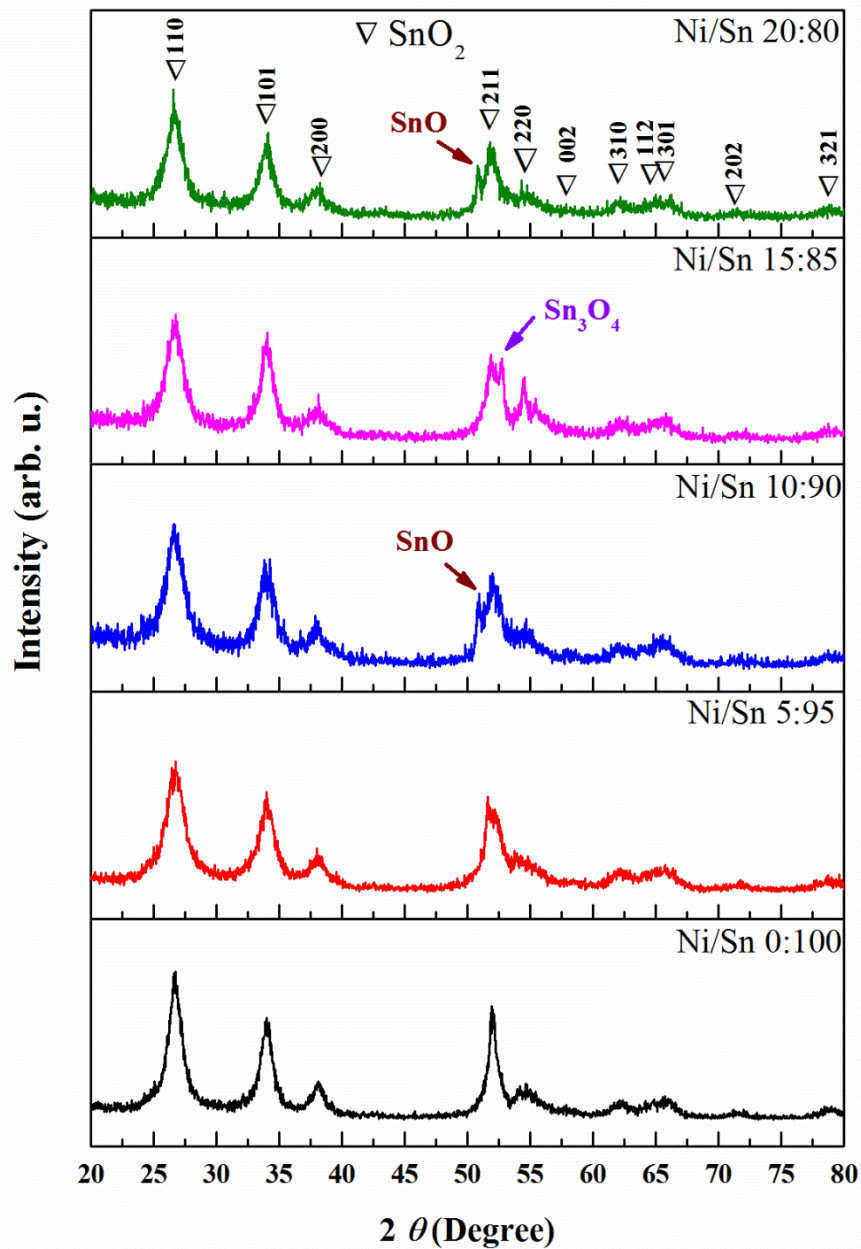 Ni/Sn 20:80
▽ SnO₂
▽110
▽101
▽200
SnO
▽211
▽220
▽ 002
▽310
▽112
▽301
▽202
▽321
Ni/Sn 15:85
Sn₃O₄
Ni/Sn 10:90
SnO
Ni/Sn 5:95
Ni/Sn 0:100
Intensity (arb. u.)
20 25 30 35 40 45 50 55 60 65 70 75 80
2 θ (Degree)